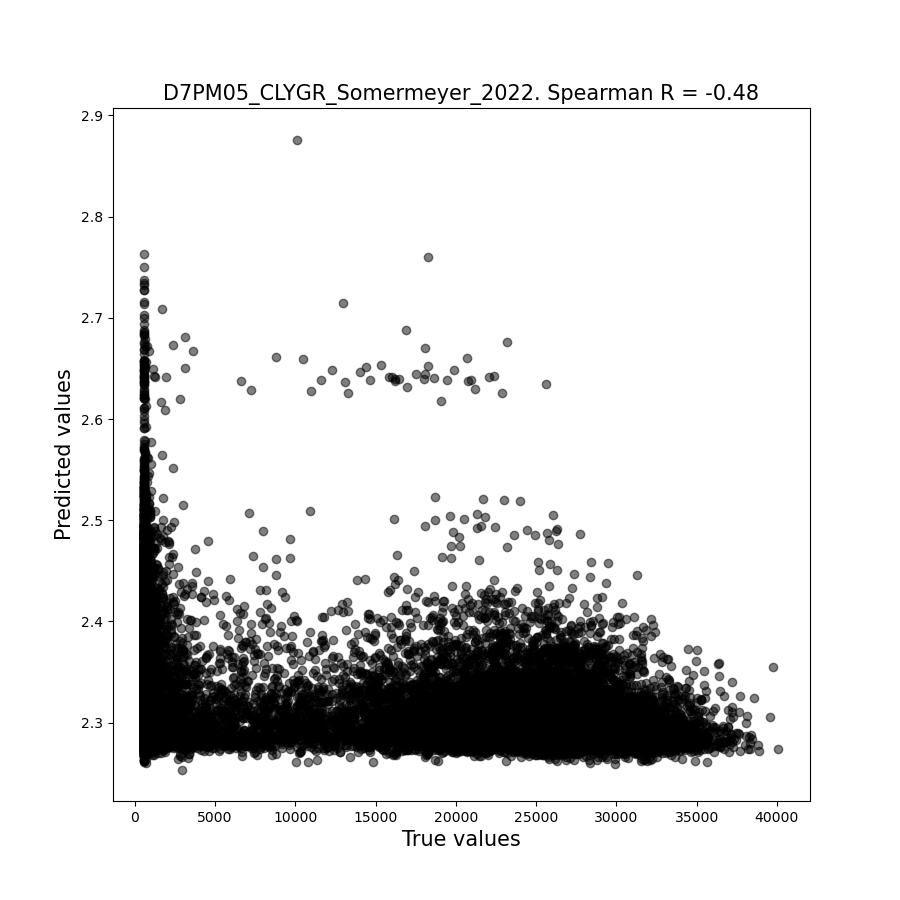 D7PM05_CLYGR_Somermeyer_2022. Spearman R = -0.48
2.9
2.8
2.7
2.6
2.5
2.4
2.3
Predicted values
0 5000 10000 15000 20000 25000 30000 35000 40000
True values